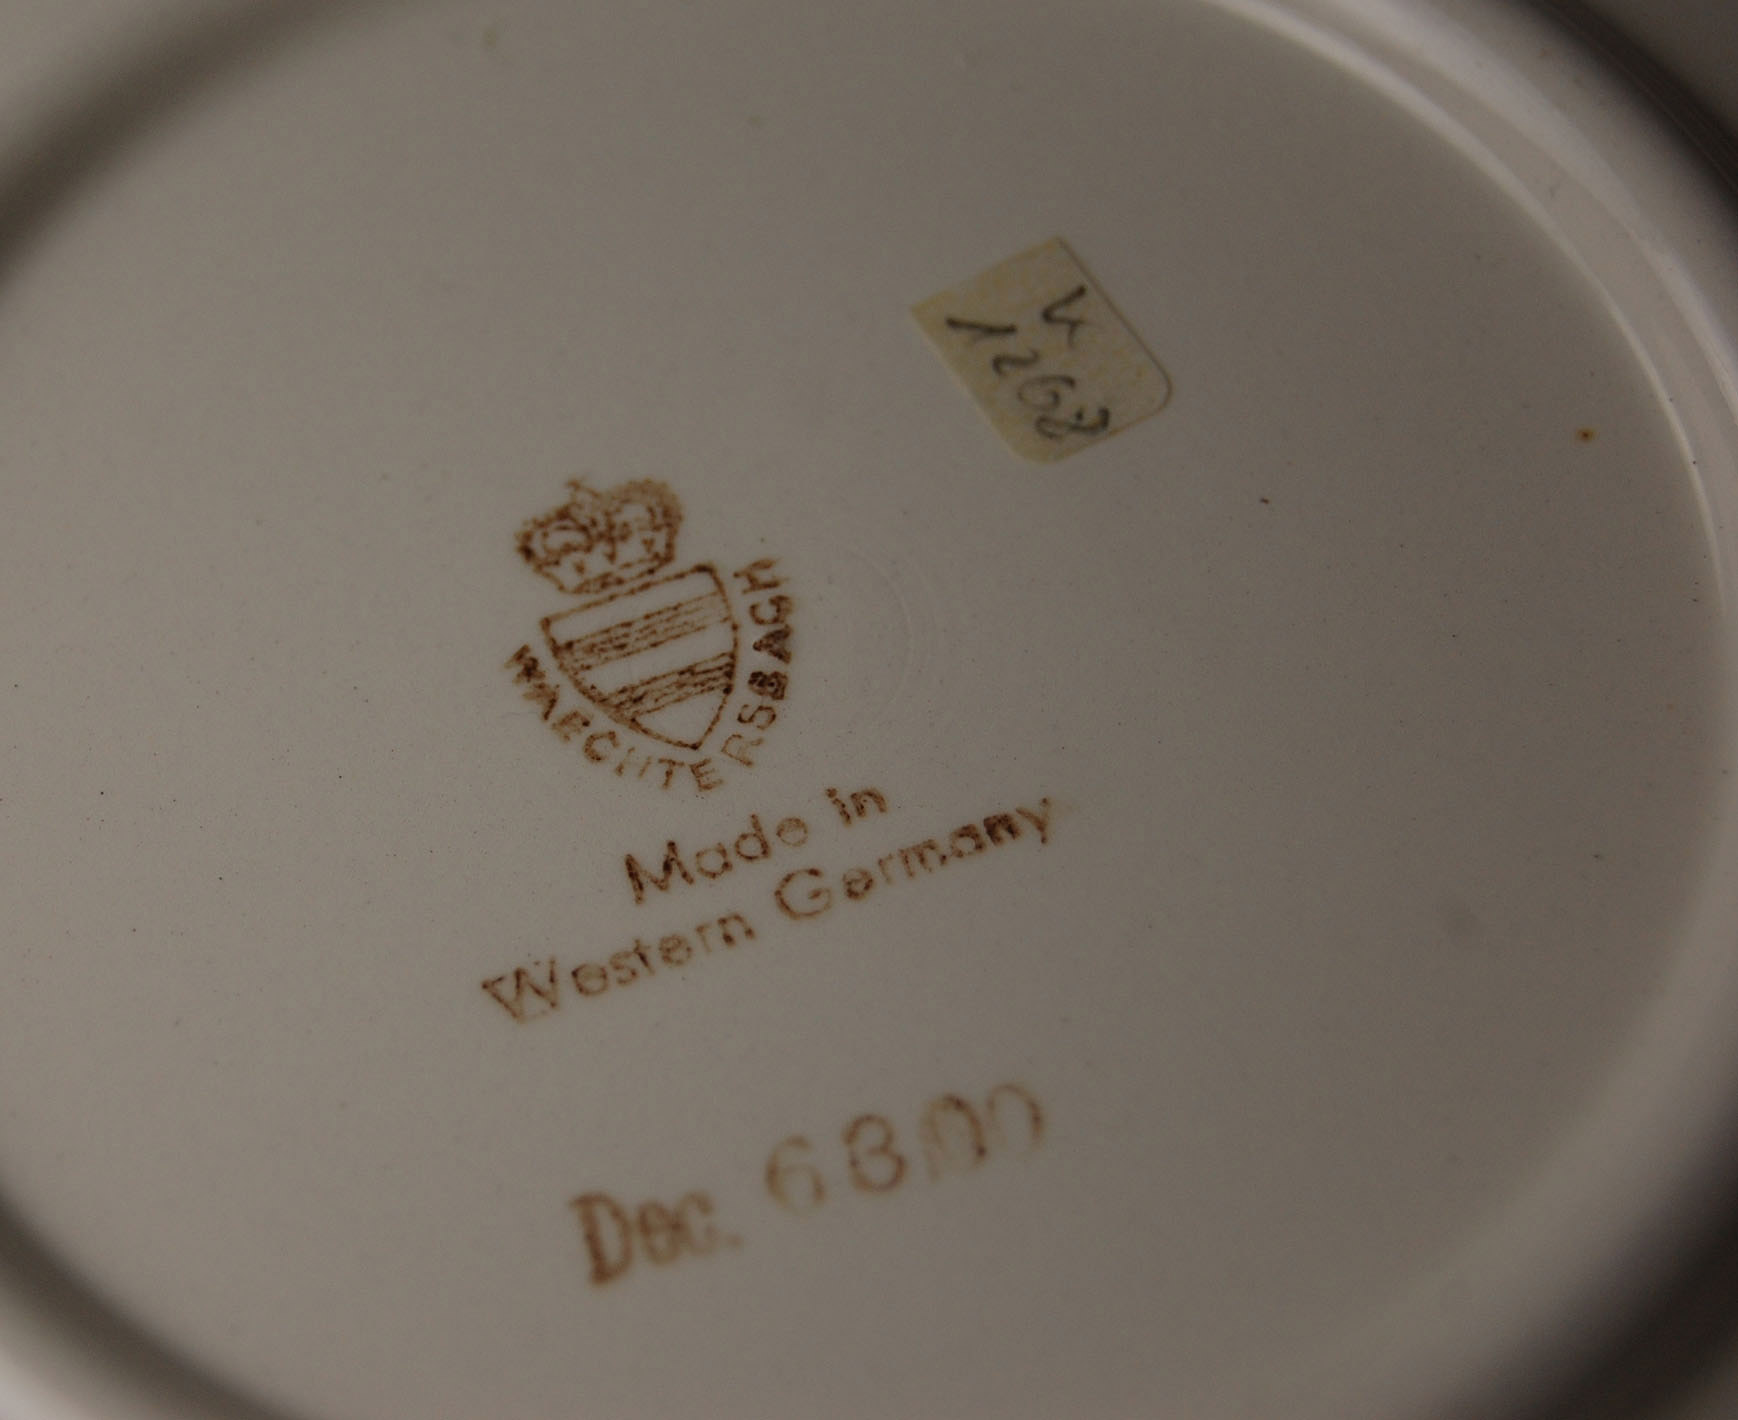 V
1268
WAECHTERSBACH
Made in
Western Germany
Dec. 6800